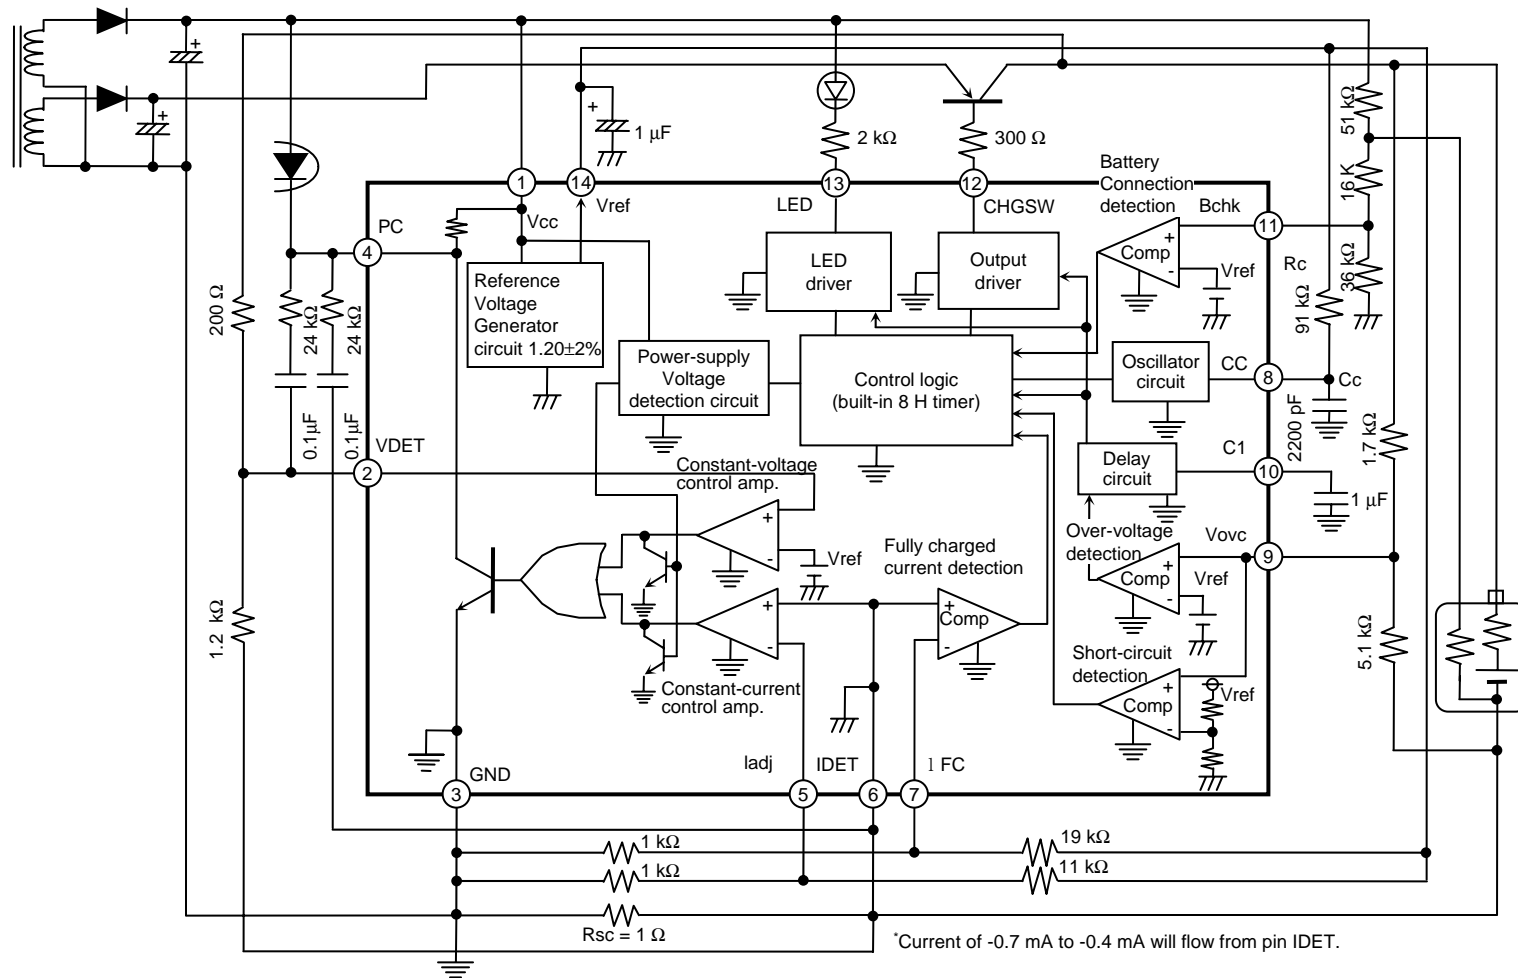 +
+
+
1 μF
2 kΩ
300 Ω
51 kΩ
16 K
36 kΩ
1
14
13
12
Battery
Connection
detection
Bchk
11
PC
4
Vcc
Vref
LED
CHGSW
Reference
Voltage
Generator
circuit 1.20±2%
LED
driver
Output
driver
+
Comp
-
Vref
Rc
91 kΩ
200 Ω
24 kΩ
24 kΩ
0.1μF
0.1μF
Power-supply
Voltage
detection circuit
Control logic
(built-in 8 H timer)
Oscillator
circuit
CC
8
Cc
2200 pF
1.7 kΩ
VDET
2
Constant-voltage
control amp.
+
-
Vref
Delay
circuit
C1
10
1 μF
Over-voltage
detection
Vovc
9
+
Comp
-
Vref
Fully charged
current detection
+
Comp
-
1.2 kΩ
+
-
Constant-current
control amp.
Short-circuit
detection
+
Comp
-
Vref
5.1 kΩ
GND
3
Iadj
5
IDET
6
1 FC
7
1 kΩ
19 kΩ
1 kΩ
11 kΩ
Rsc = 1 Ω
*Current of -0.7 mA to -0.4 mA will flow from pin IDET.